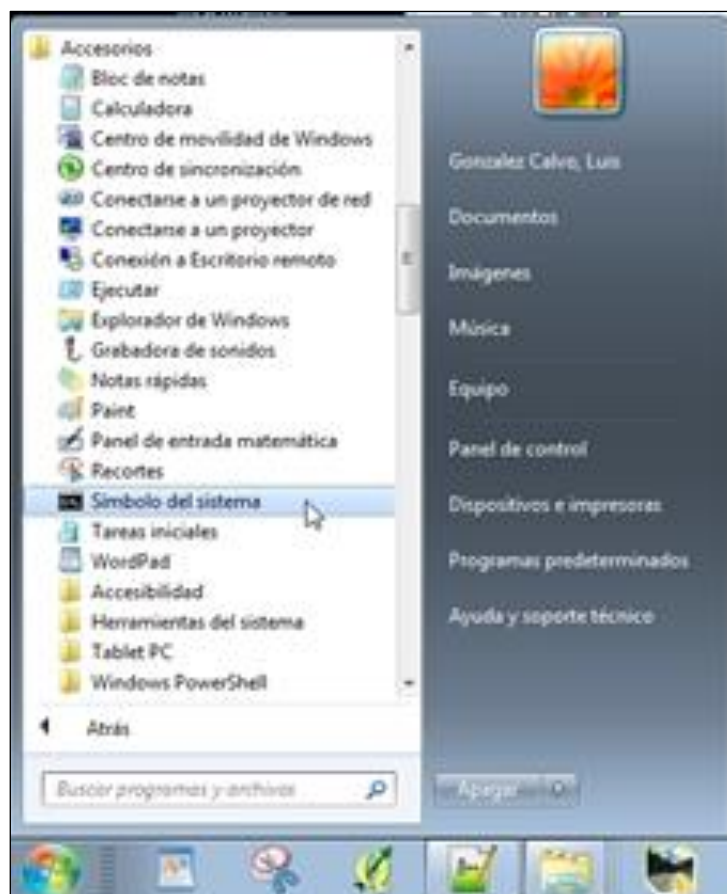 Accesorios
Bloc de notas
Calculadora
Centro de movilidad de Windows
Centro de sincronización
Conectarse a un proyector de red
Conectarse a un proyector
Conexión a Escritorio remoto
Ejecutar
Explorador de Windows
Grabadora de sonidos
Notas rápidas
Paint
Panel de entrada matemática
Recortes
Símbolo del sistema
Tareas iniciales
WordPad
Accesibilidad
Herramientas del sistema
Tablet PC
Windows PowerShell
Atrás
Buscar programas y archivos
Gonzalez Calvo, Luis
Documentos
Imágenes
Música
Equipo
Panel de control
Dispositivos e impresoras
Programas predeterminados
Ayuda y soporte técnico
Apagar